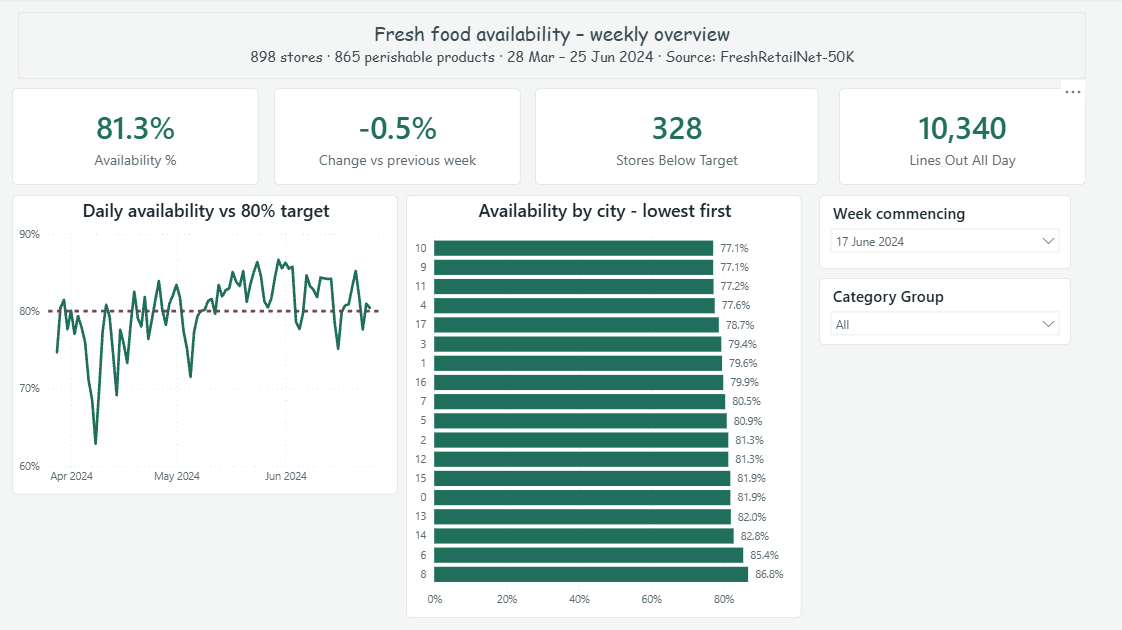 Fresh food availability – weekly overview
898 stores · 865 perishable products · 28 Mar – 25 Jun 2024 · Source: FreshRetailNet-50K
81.3%
Availability %
-0.5%
Change vs previous week
328
Stores Below Target
10,340
Lines Out All Day
Daily availability vs 80% target
90%
80%
70%
60%
Apr 2024
May 2024
Jun 2024
Availability by city - lowest first
10 77.1%
9 77.1%
11 77.2%
4 77.6%
17 78.7%
3 79.4%
1 79.6%
16 79.9%
7 80.5%
5 80.9%
2 81.3%
12 81.3%
15 81.9%
0 81.9%
13 82.0%
14 82.8%
6 85.4%
8 86.8%
0% 20% 40% 60% 80%
Week commencing
17 June 2024
Category Group
All